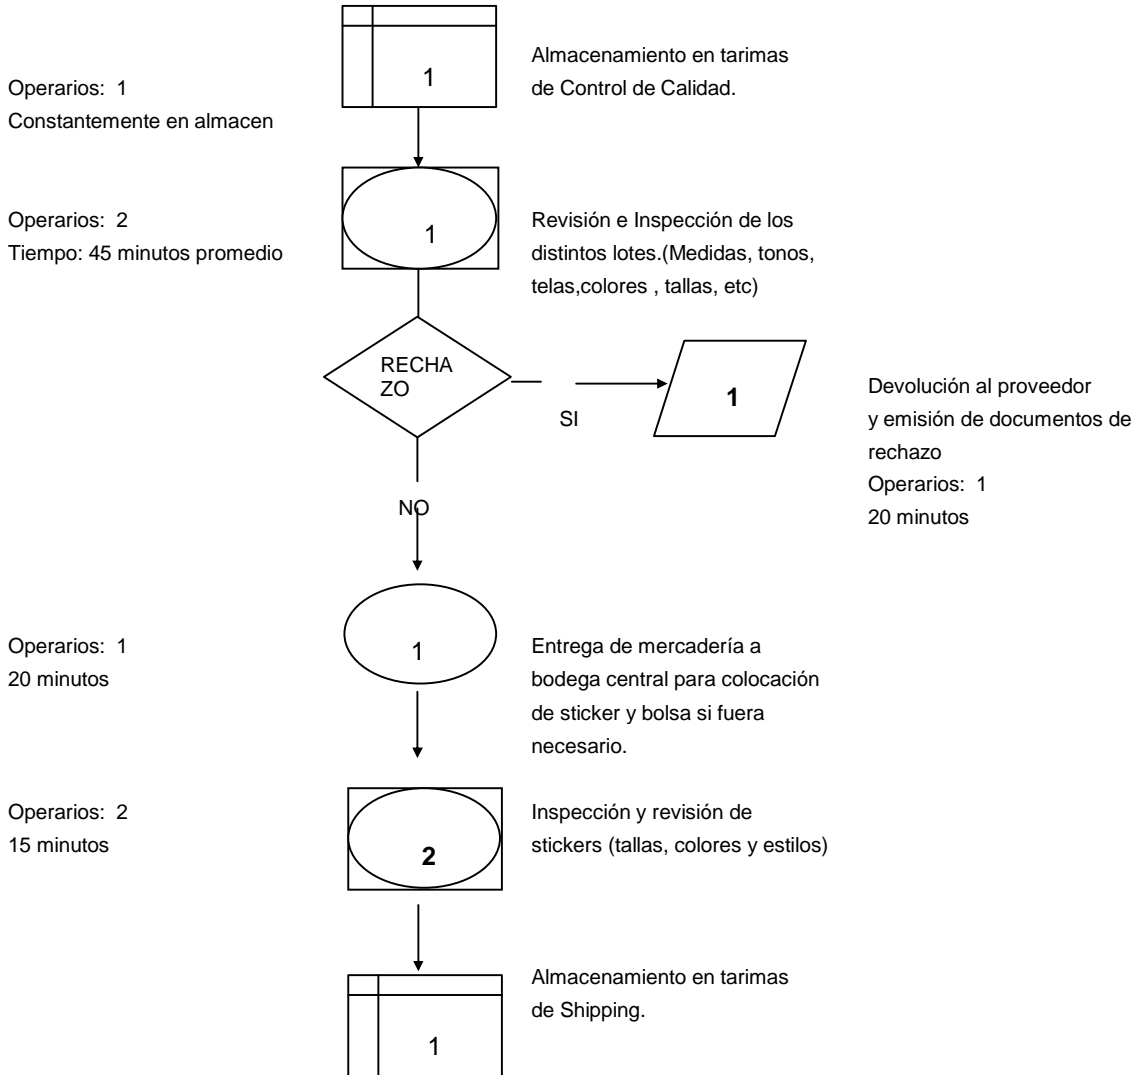 Operarios: 1
Constantemente en almacen
1
Almacenamiento en tarimas
de Control de Calidad.
Operarios: 2
Tiempo: 45 minutos promedio
1
Revisión e Inspección de los
distintos lotes.(Medidas, tonos,
telas,colores , tallas, etc)
RECHA
ZO
SI
1
Devolución al proveedor
y emisión de documentos de
rechazo
Operarios: 1
20 minutos
NO
Operarios: 1
20 minutos
1
Entrega de mercadería a
bodega central para colocación
de sticker y bolsa si fuera
necesario.
Operarios: 2
15 minutos
2
Inspección y revisión de
stickers (tallas, colores y estilos)
1
Almacenamiento en tarimas
de Shipping.